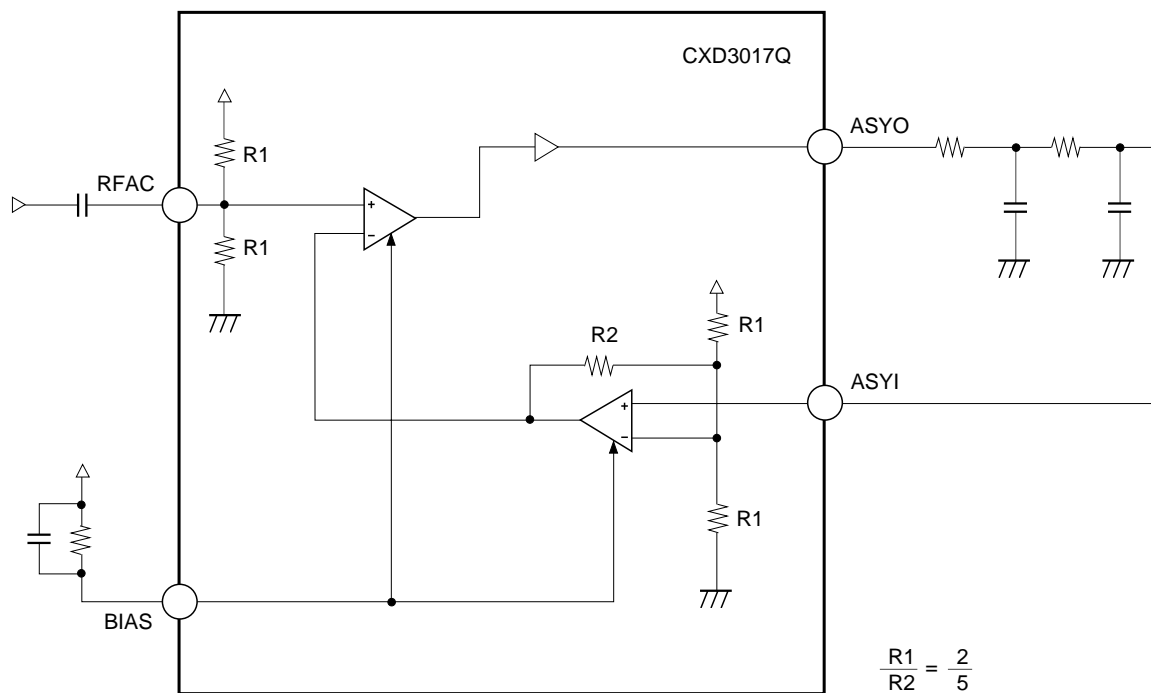 CXD3017Q
ASYO
R1
RFAC
+
−
R1
R1
R2
ASYI
+
−
R1
BIAS
R1/R2 = 2/5